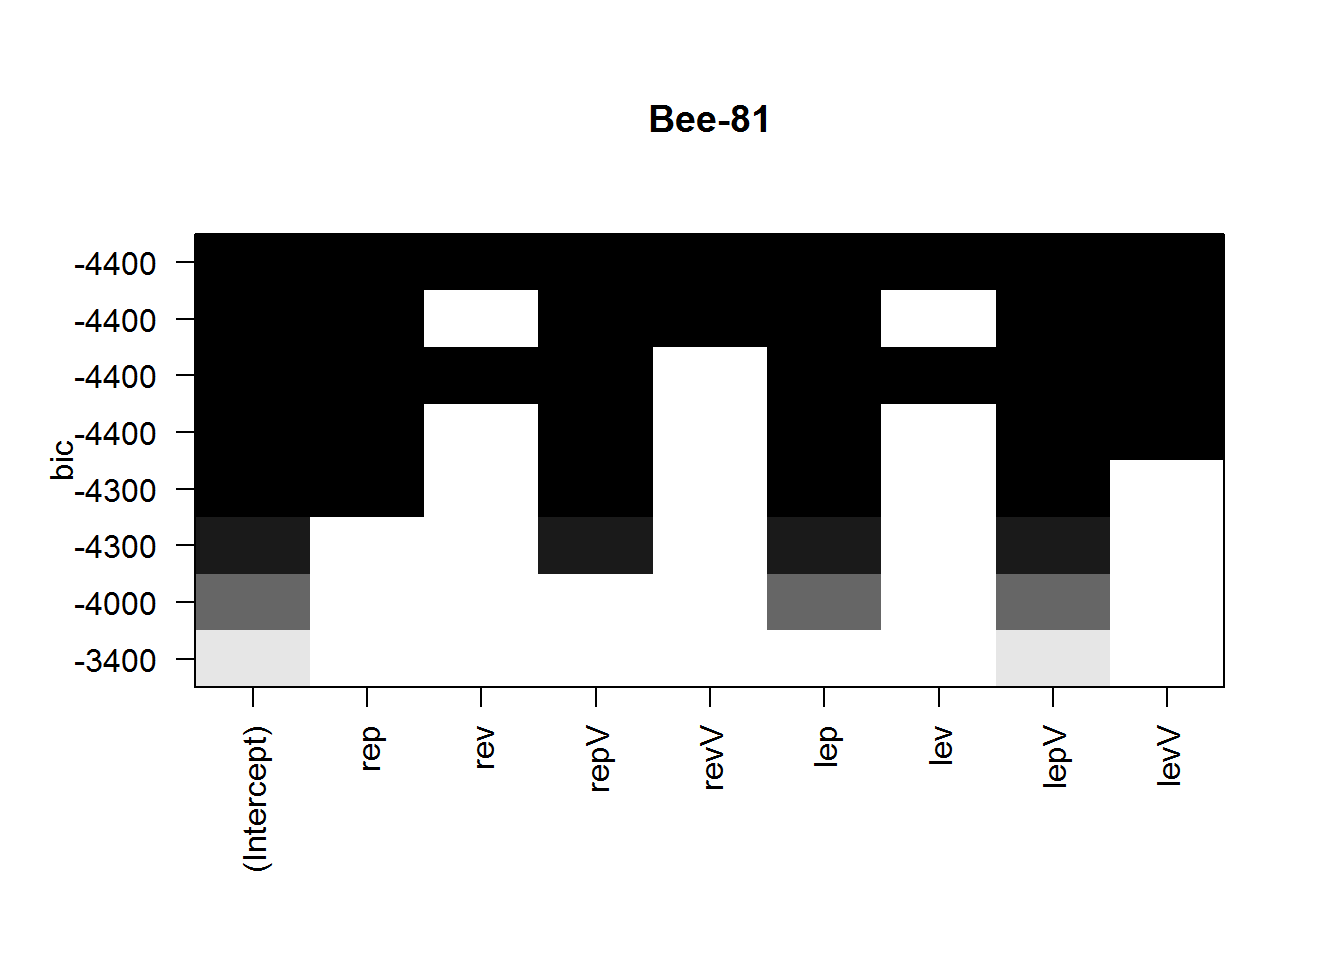 Bee-81
bic
-4400
-4400
-4400
-4400
-4300
-4300
-4000
-3400
(Intercept)
rep
rev
repV
revV
lep
lev
lepV
levV